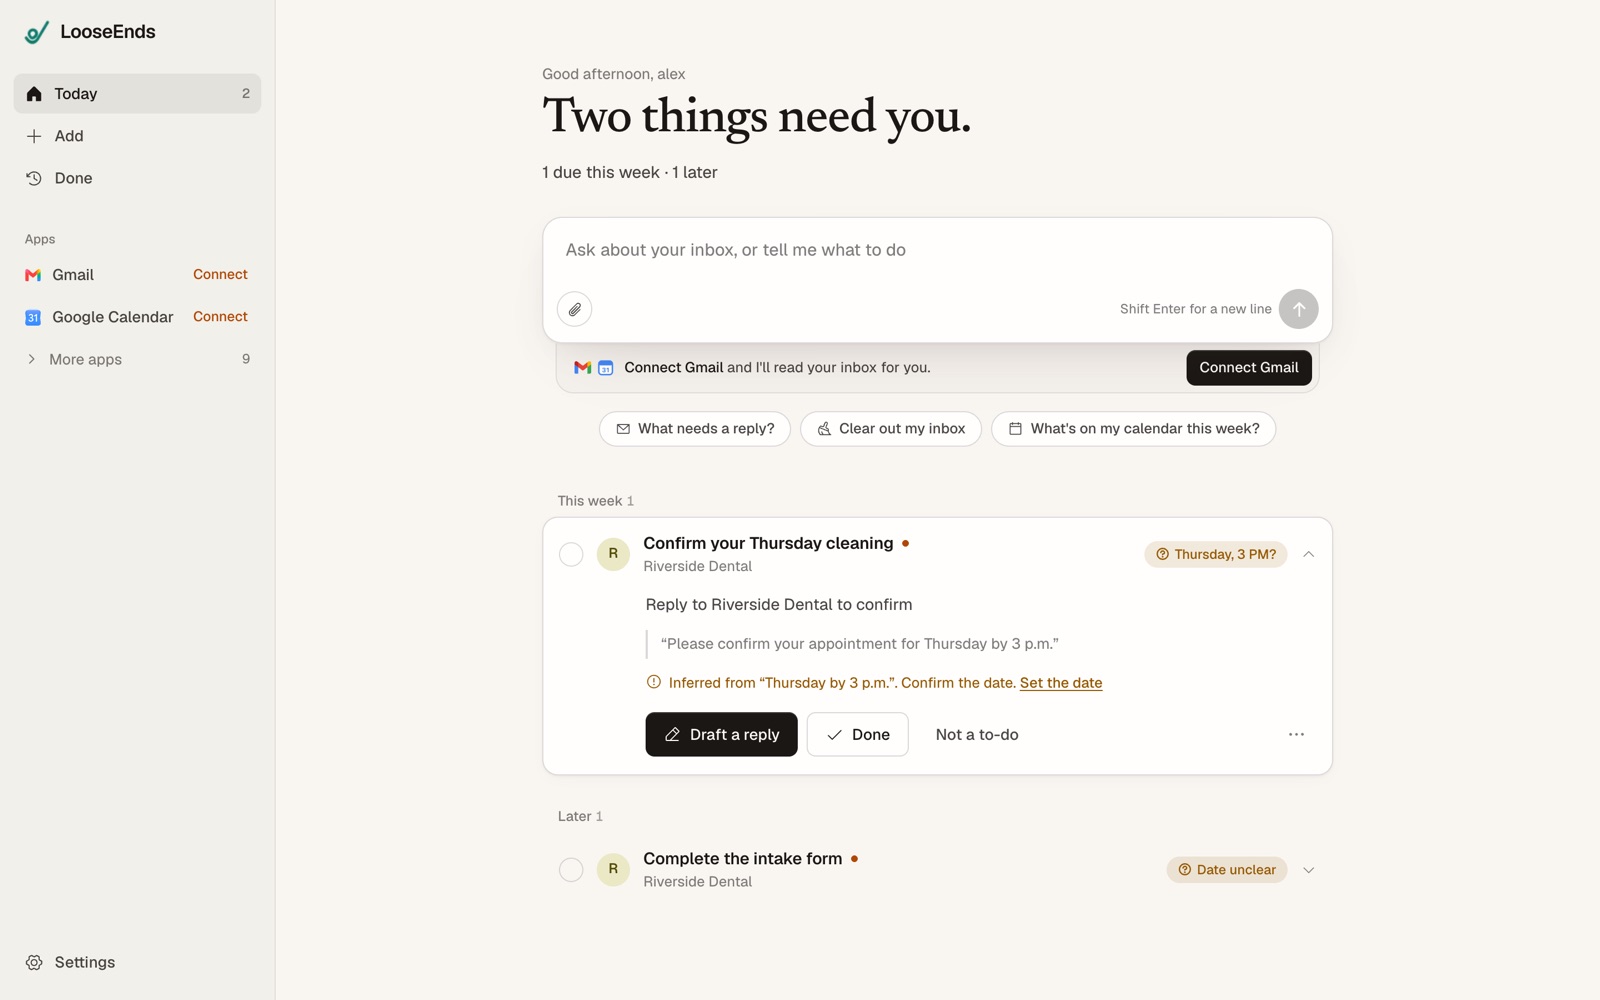 LooseEnds
Today 2
Add
Done
Apps
Gmail Connect
31 Google Calendar Connect
More apps 9
Settings
Good afternoon, alex
Two things need you.
1 due this week · 1 later
Ask about your inbox, or tell me what to do
Shift Enter for a new line
31 Connect Gmail and I'll read your inbox for you. Connect Gmail
What needs a reply? Clear out my inbox What's on my calendar this week?
This week 1
R Confirm your Thursday cleaning Thursday, 3 PM?
Riverside Dental
Reply to Riverside Dental to confirm
“Please confirm your appointment for Thursday by 3 p.m.”
Inferred from “Thursday by 3 p.m.”. Confirm the date. Set the date
Draft a reply Done Not a to-do
Later 1
R Complete the intake form Date unclear
Riverside Dental